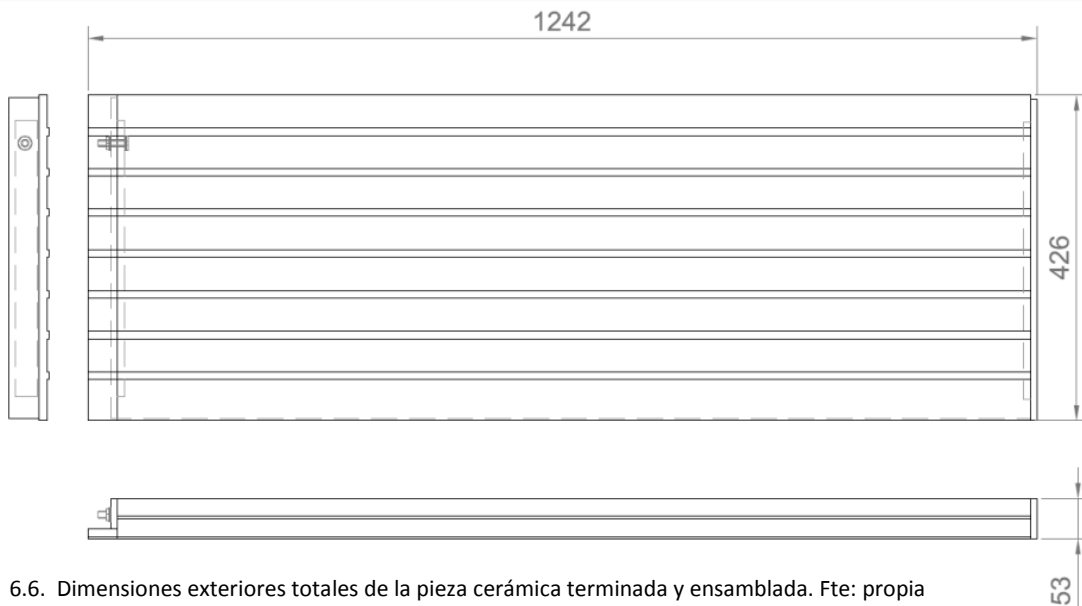 1242
426
53
6.6. Dimensiones exteriores totales de la pieza cerámica terminada y ensamblada. Fte: propia